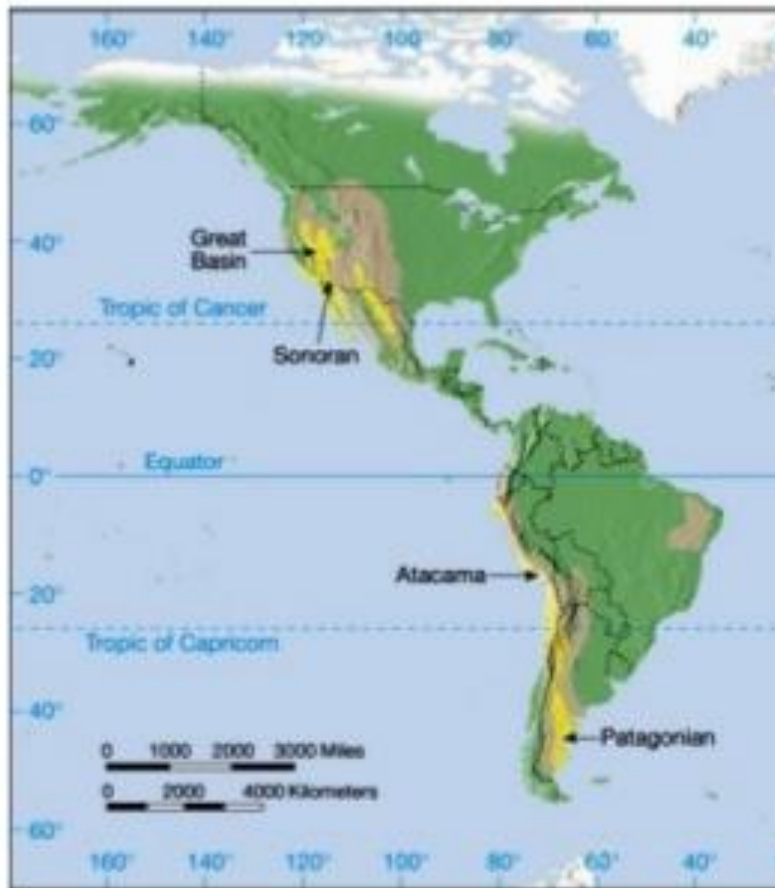 160° 140° 120° 100° 80° 60° 40°
60°
40°
Great
Basin
Tropic of Cancer
20°
Sonoran
Equator
0°
Atacama
20°
Tropic of Capricorn
40°
Patagonian
0 1000 2000 3000 Miles
0 2000 4000 Kilometers
60°
160° 140° 120° 100° 80° 60° 40°